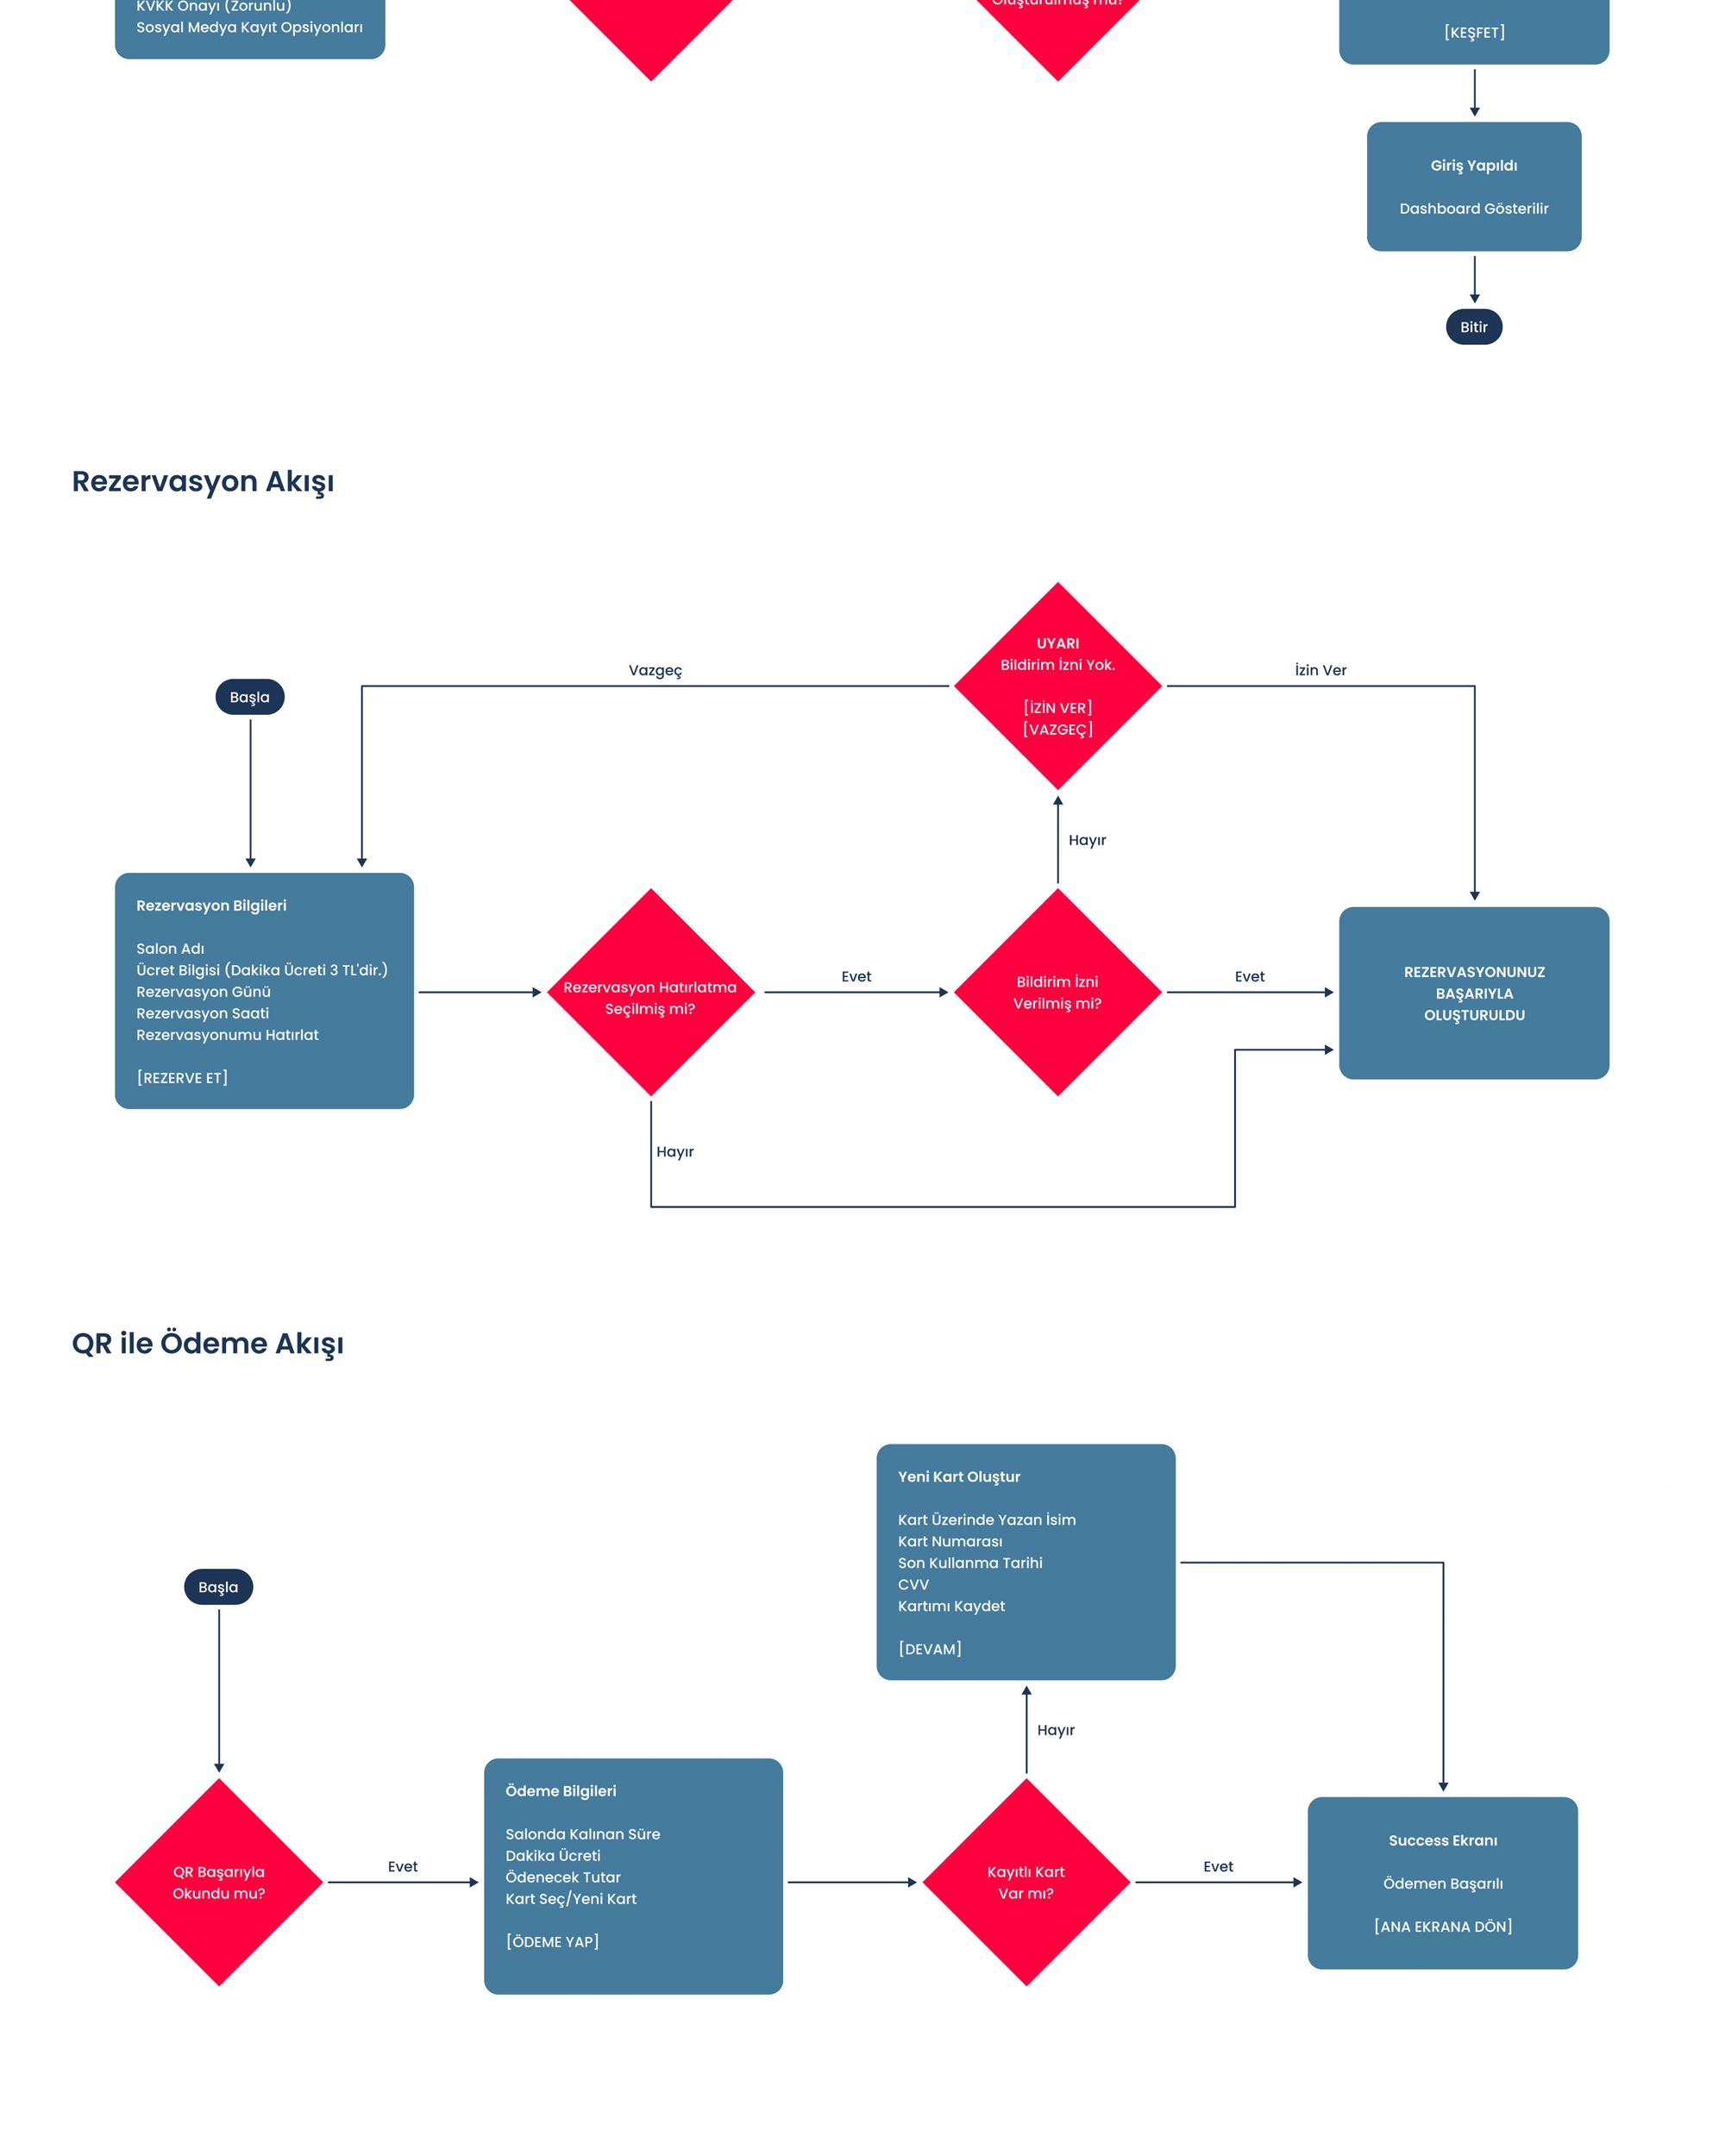 KVKK Onayı (Zorunlu)
Sosyal Medya Kayıt Opsiyonları
Oluşturulmuş mu?
[KEŞFET]
Giriş Yapıldı
Dashboard Gösterilir
Bitir
Rezervasyon Akışı
UYARI
Bildirim İzni Yok.
[İZİN VER]
[VAZGEÇ]
Vazgeç
İzin Ver
Başla
Hayır
Rezervasyon Bilgileri
Salon Adı
Ücret Bilgisi (Dakika Ücreti 3 TL'dir.)
Rezervasyon Günü
Rezervasyon Saati
Rezervasyonumu Hatırlat
[REZERVE ET]
Rezervasyon Hatırlatma
Seçilmiş mi?
Evet
Bildirim İzni
Verilmiş mi?
Evet
REZERVASYONUNUZ
BAŞARIYLA
OLUŞTURULDU
Hayır
QR ile Ödeme Akışı
Yeni Kart Oluştur
Kart Üzerinde Yazan İsim
Kart Numarası
Son Kullanma Tarihi
CVV
Kartımı Kaydet
[DEVAM]
Başla
Hayır
QR Başarıyla
Okundu mu?
Evet
Ödeme Bilgileri
Salonda Kalınan Süre
Dakika Ücreti
Ödenecek Tutar
Kart Seç/Yeni Kart
[ÖDEME YAP]
Kayıtlı Kart
Var mı?
Evet
Success Ekranı
Ödemen Başarılı
[ANA EKRANA DÖN]